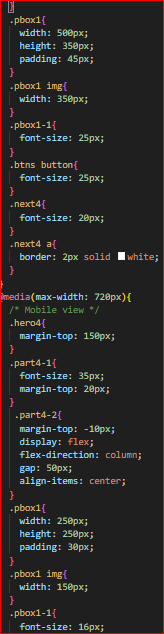 }
.pbox1{
width: 500px;
height: 350px;
padding: 45px;
}
.pbox1 img{
width: 350px;
}
.pbox1-1{
font-size: 25px;
}
.btns button{
font-size: 25px;
}
.next4{
font-size: 20px;
}
.next4 a{
border: 2px solid white;
}
}
@media(max-width: 720px){
/* Mobile view */
.hero4{
margin-top: 150px;
}
.part4-1{
font-size: 35px;
margin-top: 20px;
}
.part4-2{
margin-top: -10px;
display: flex;
flex-direction: column;
gap: 50px;
align-items: center;
}
.pbox1{
width: 250px;
height: 250px;
padding: 30px;
}
.pbox1 img{
width: 150px;
}
.pbox1-1{
font-size: 16px;